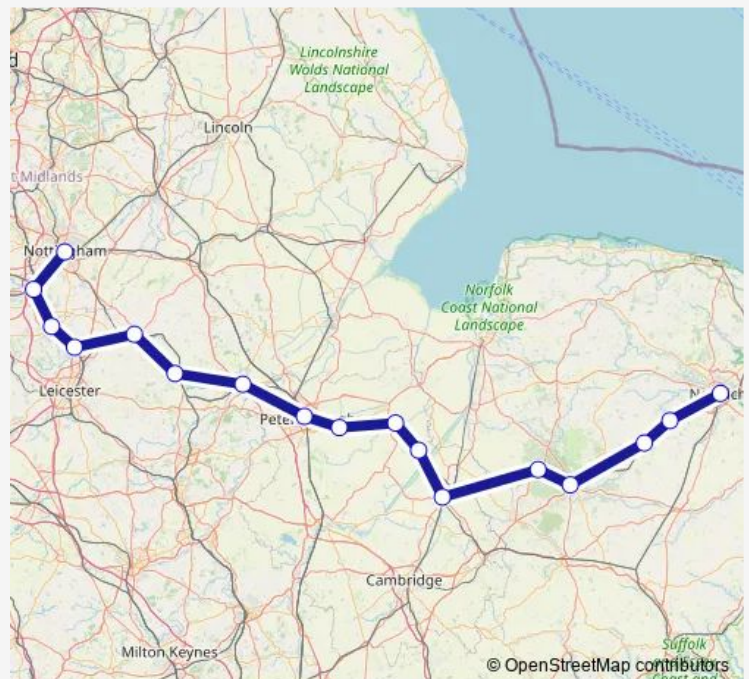 Lincolnshire
Wolds National
Landscape
Lincoln
t Midlands
Norfolk
Coast National
Landscape
Leicester
Cambridge
Milton Keynes
Suffolk
© OpenStreetMap contributors